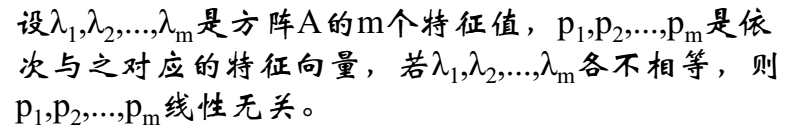 设λ₁,λ₂,...,λₘ是方阵A的m个特征值，p₁,p₂,...,pₘ是依
次与之对应的特征向量，若λ₁,λ₂,...,λₘ各不相等，则
p₁,p₂,...,pₘ线性无关。